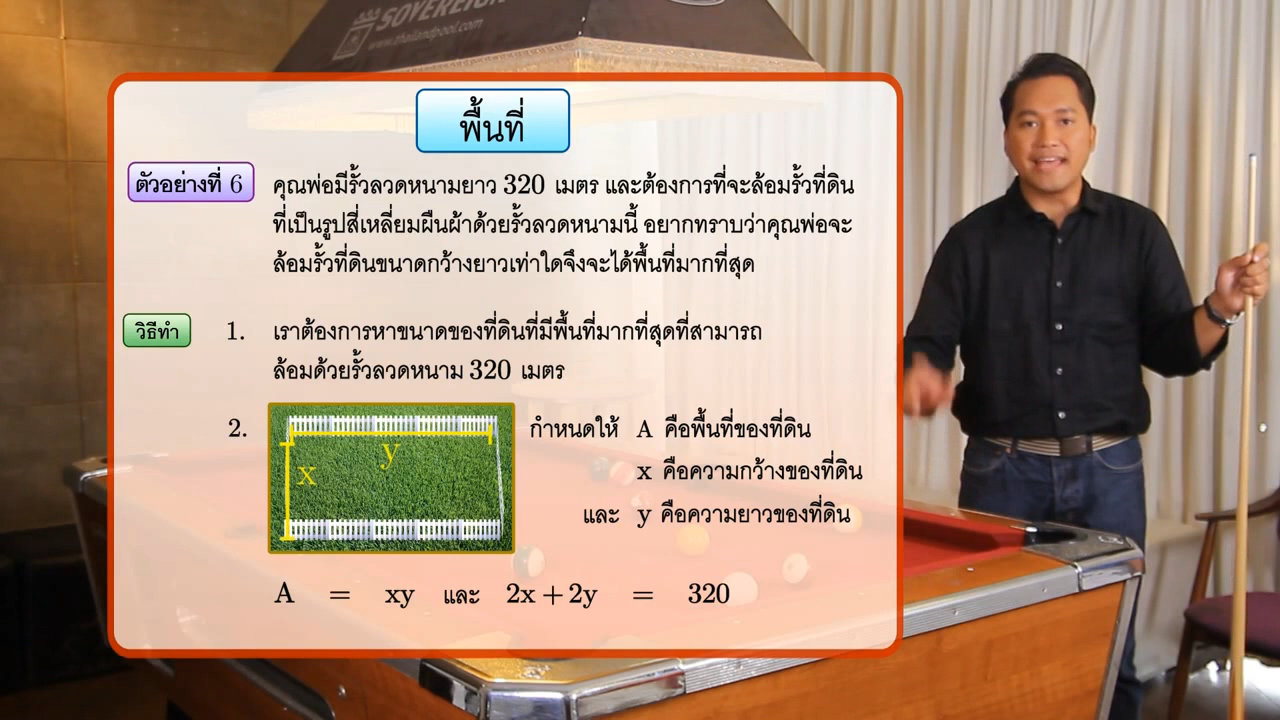 SOVEREIGN
www.thailandpool.com
พื้นที่
ตัวอย่างที่ 6 คุณพ่อมีรั้วลวดหนามยาว 320 เมตร และต้องการที่จะล้อมรั้วที่ดิน
ที่เป็นรูปสี่เหลี่ยมผืนผ้าด้วยรั้วลวดหนามนี้ อยากทราบว่าคุณพ่อจะ
ล้อมรั้วที่ดินขนาดกว้างยาวเท่าใดจึงจะได้พื้นที่มากที่สุด
วิธีทำ 1. เราต้องการหาขนาดของที่ดินที่มีพื้นที่มากที่สุดที่สามารถ
ล้อมด้วยรั้วลวดหนาม 320 เมตร
2. กำหนดให้ A คือพื้นที่ของที่ดิน
y
x
x คือความกว้างของที่ดิน
และ y คือความยาวของที่ดิน
A = xy และ 2x + 2y = 320